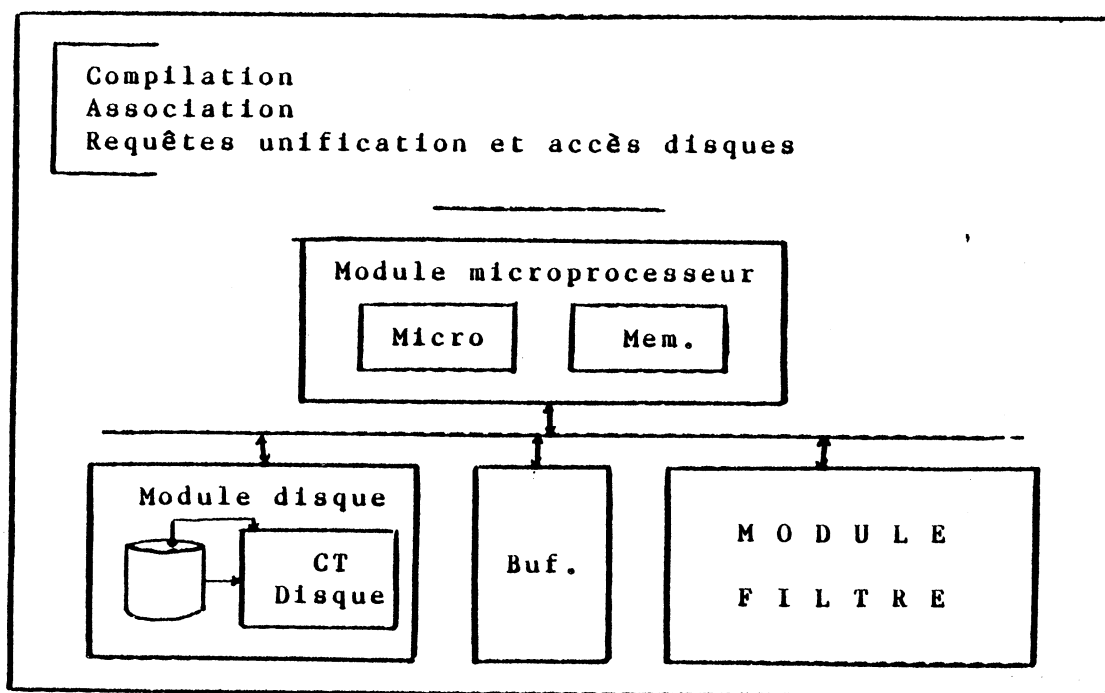 Compilation
Association
Requêtes unification et accès disques
Module microprocesseur
Micro
Mem.
Module disque
CT
Disque
Buf.
M O D U L E
F I L T R E